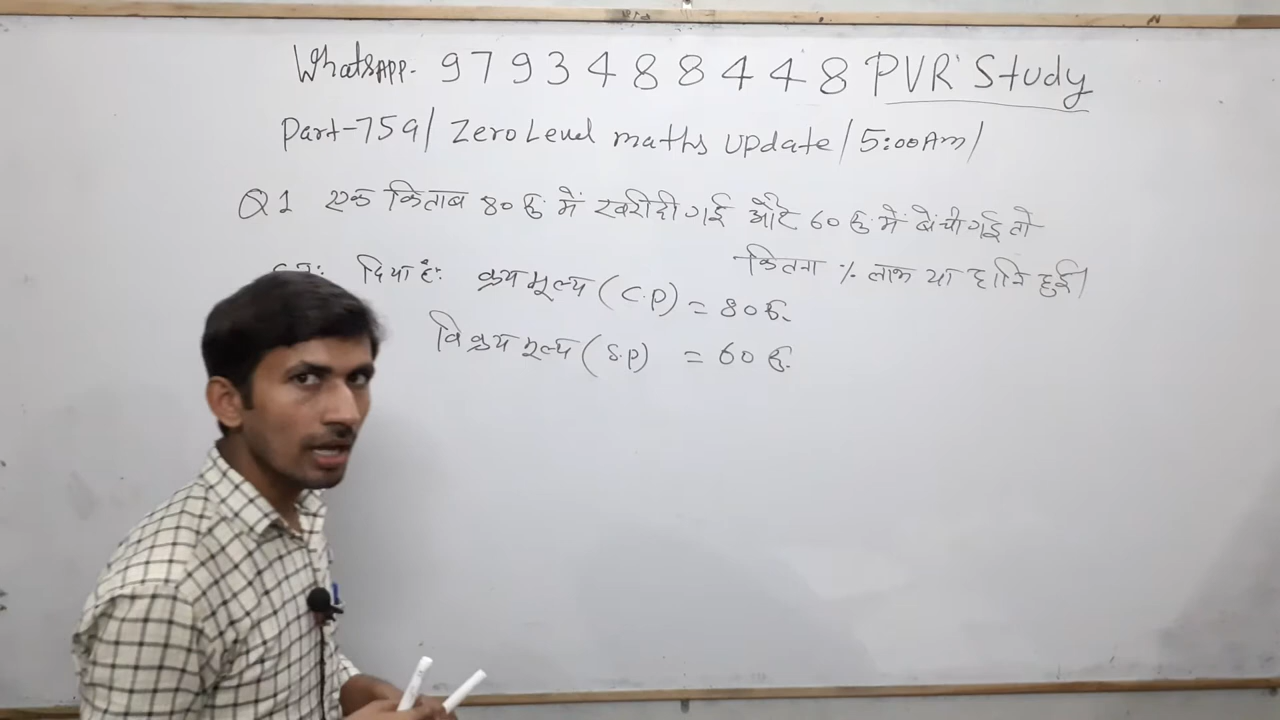 WhatsAPP. 9793488448 PVR Study
Part-759/ Zero Level maths update/5:00Am/
Q1 एक किताब 80 रु में खरीदी गई और 60 रु में बेची गई तो
कितना % लाभ या हानि हुई।
दिया है: क्रय मूल्य (C.P) = 80 रु.
विक्रय मूल्य (S.P) = 60 रु.